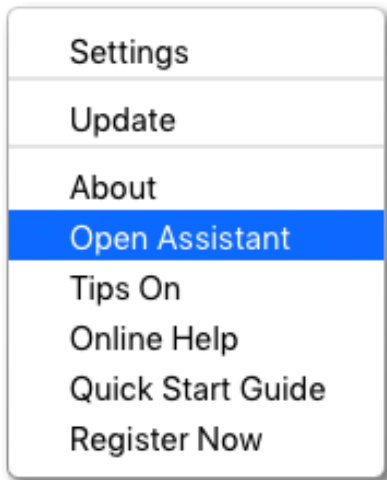 Settings
Update
About
Open Assistant
Tips On
Online Help
Quick Start Guide
Register Now